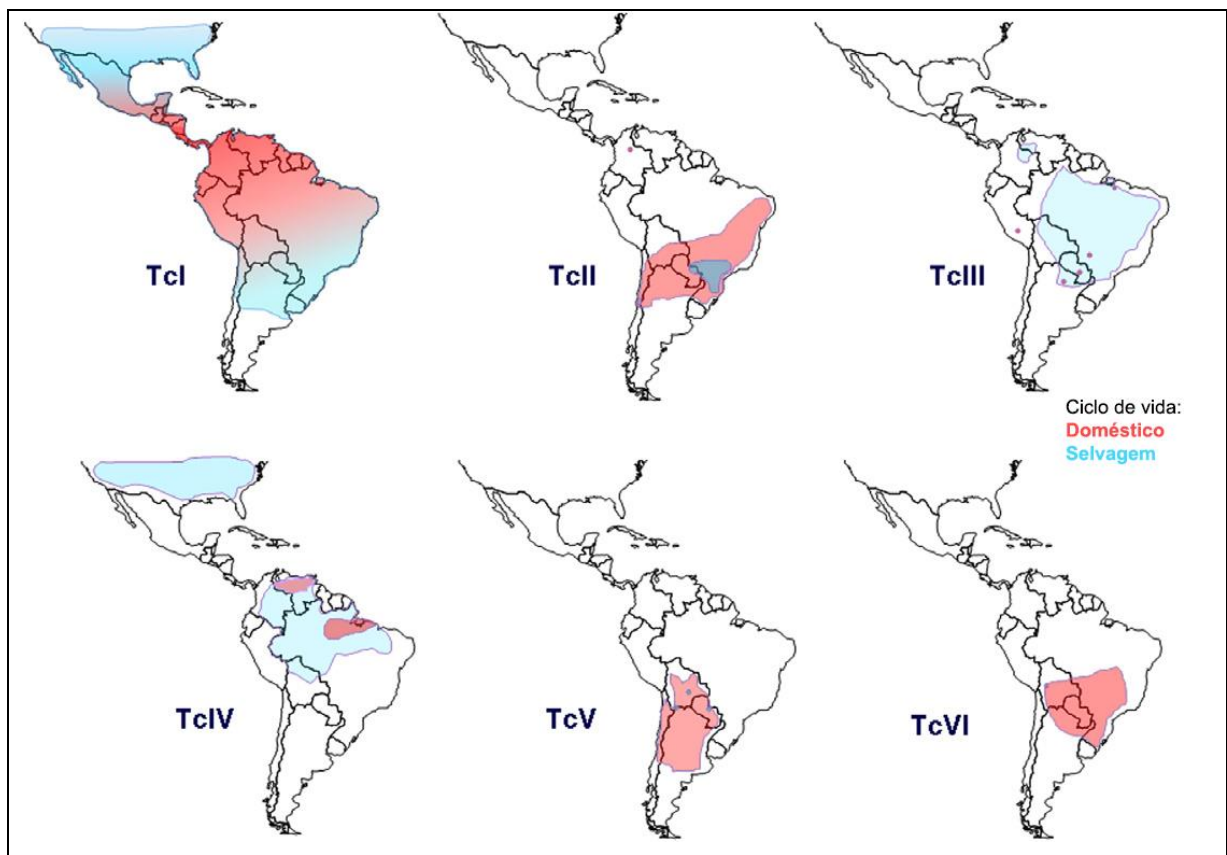 TcI
TcII
TcIII
Ciclo de vida:
Doméstico
Selvagem
TcIV
TcV
TcVI